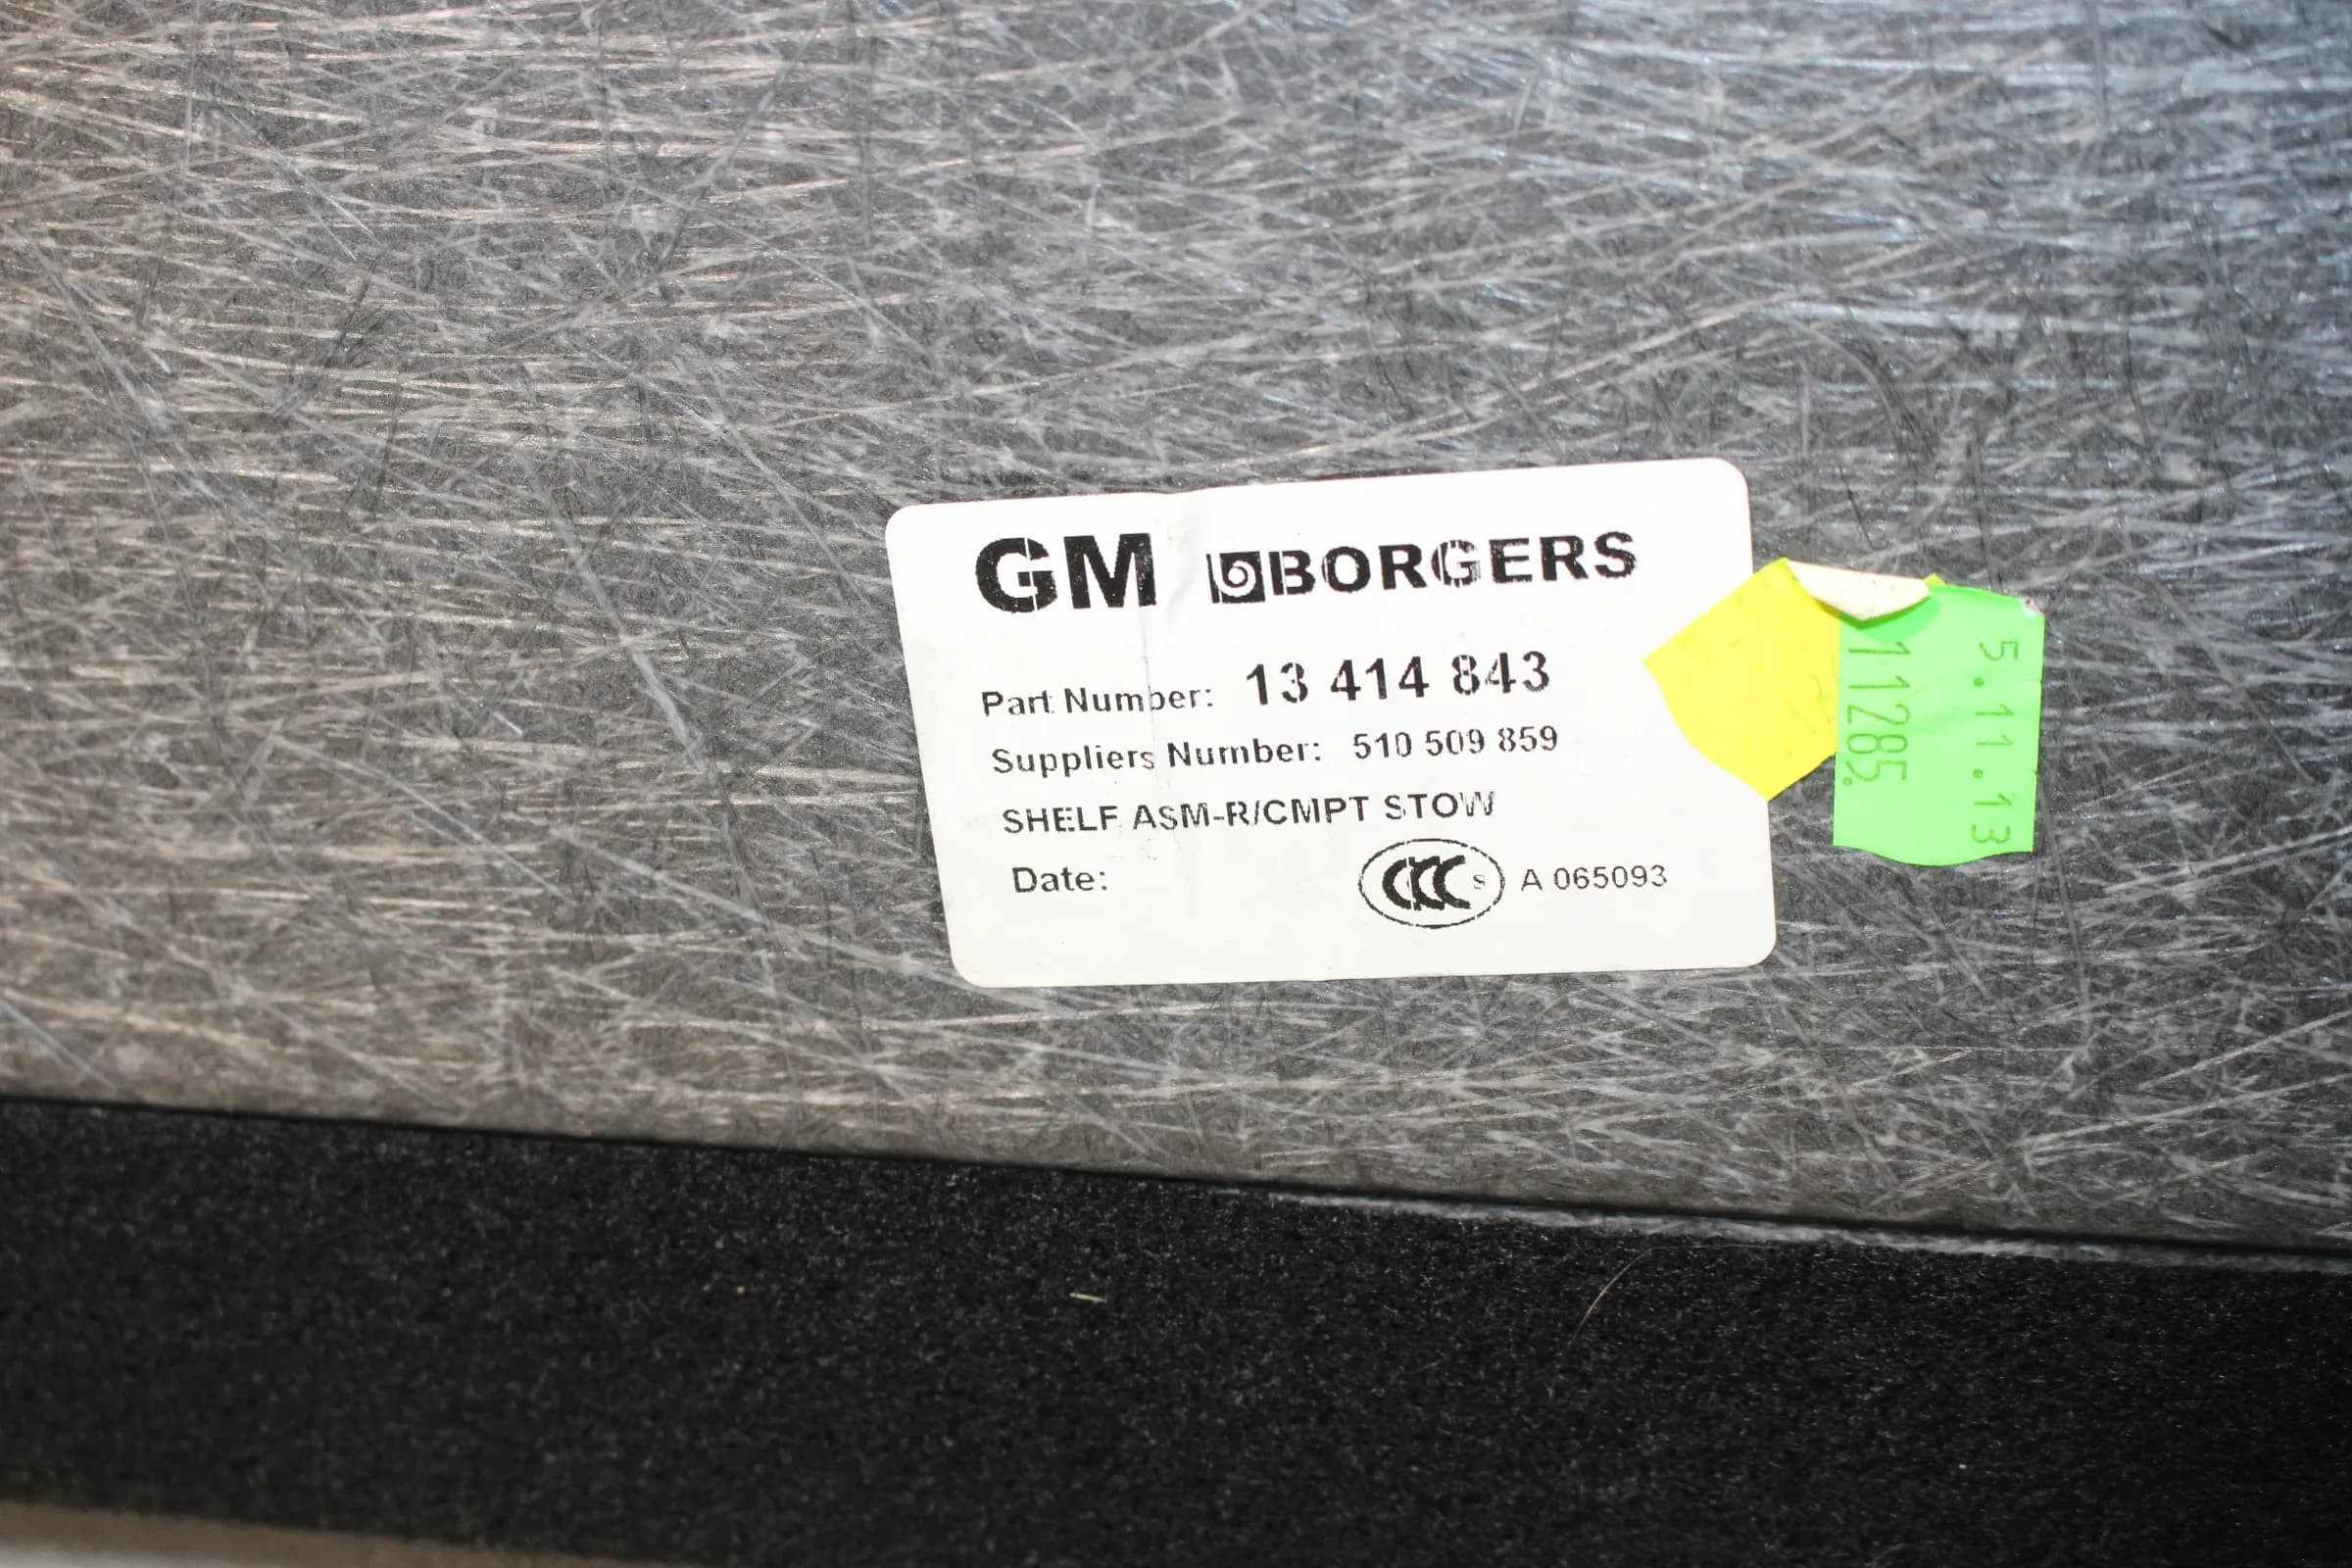 GM BORGERS
Part Number: 13 414 843
Suppliers Number: 510 509 859
SHELF ASM-R/CMPT STOW
Date: CCC S A 065093
5.11.13
11285.